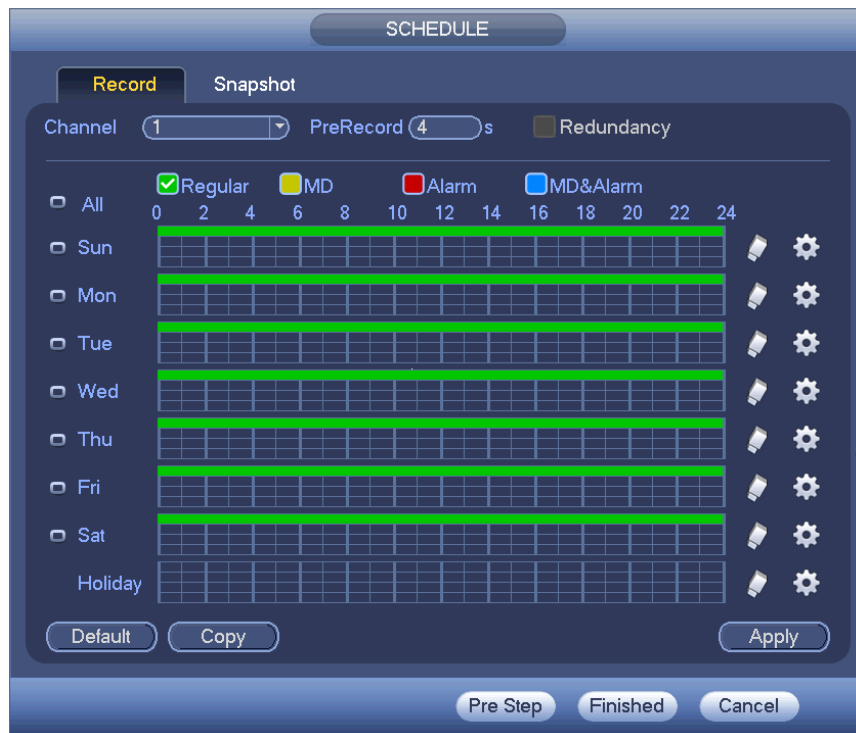 SCHEDULE
Record Snapshot
Channel 1 PreRecord 4 s Redundancy
Regular MD Alarm MD&Alarm
All
0 2 4 6 8 10 12 14 16 18 20 22 24
Sun
Mon
Tue
Wed
Thu
Fri
Sat
Holiday
Default Copy Apply
Pre Step Finished Cancel